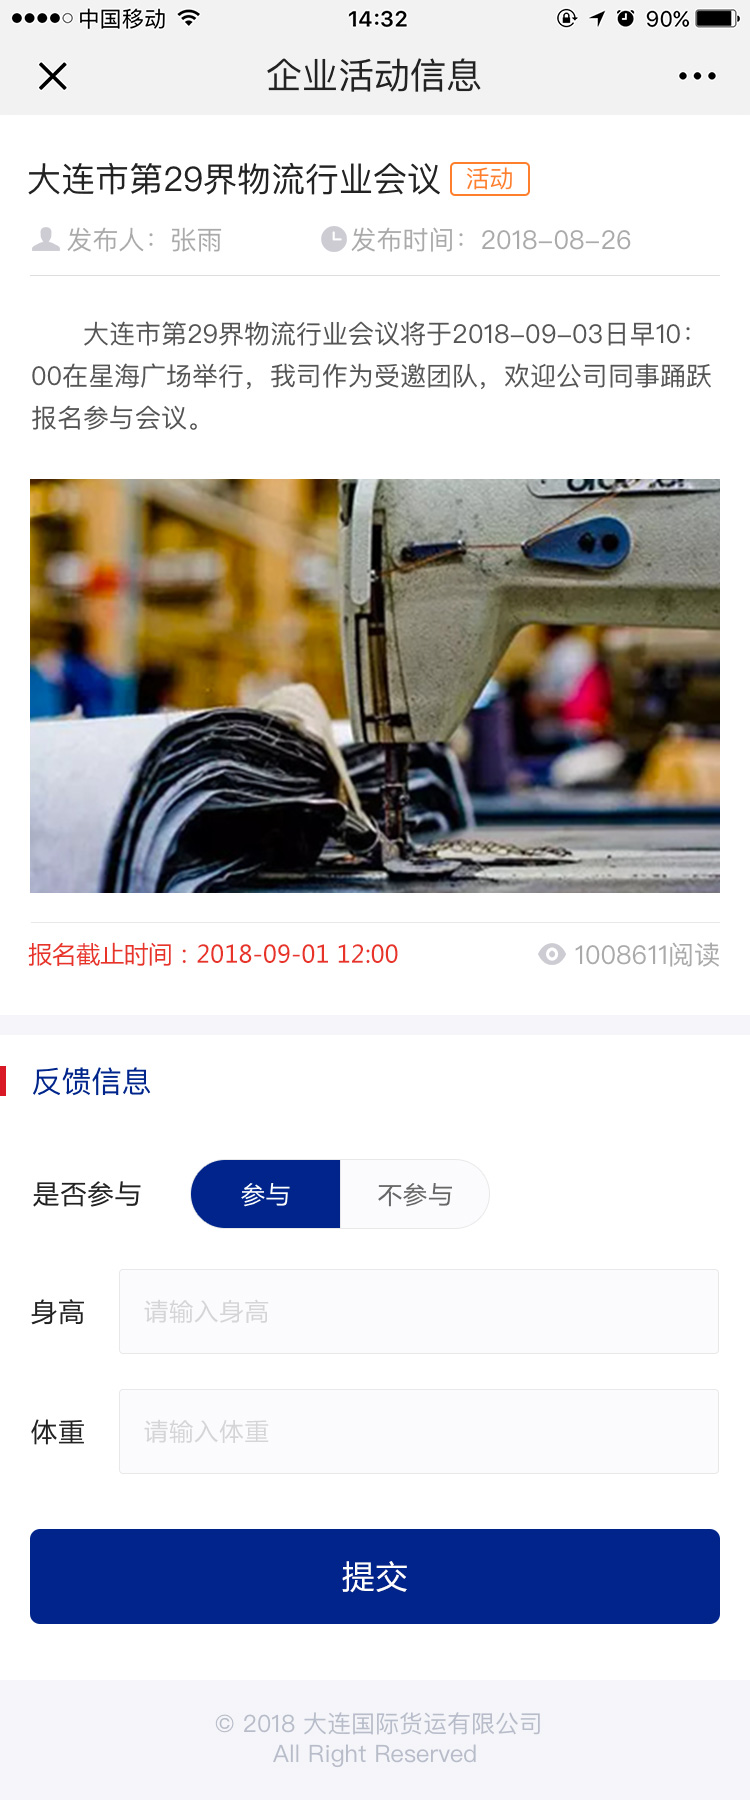 中国移动
14:32
90%
企业活动信息
大连市第29界物流行业会议 活动
发布人：张雨
发布时间：2018-08-26
大连市第29界物流行业会议将于2018-09-03日早10：
00在星海广场举行，我司作为受邀团队，欢迎公司同事踊跃
报名参与会议。
报名截止时间：2018-09-01 12:00
1008611阅读
反馈信息
是否参与
参与
不参与
身高
请输入身高
体重
请输入体重
提交
© 2018 大连国际货运有限公司
All Right Reserved